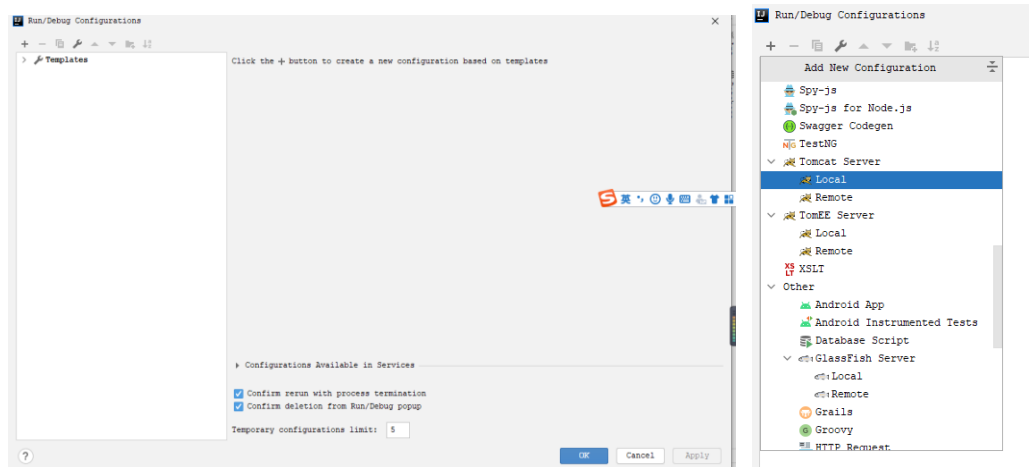 Run/Debug Configurations
Templates
Click the + button to create a new configuration based on templates
英
Configurations Available in Services
Confirm rerun with process termination
Confirm deletion from Run/Debug popup
Temporary configurations limit: 5
?
OK Cancel Apply
Run/Debug Configurations
Add New Configuration
Spy-js
Spy-js for Node.js
Swagger Codegen
NG TestNG
Tomcat Server
Local
Remote
TomEE Server
Local
Remote
XSLT XSLT
Other
Android App
Android Instrumented Tests
Database Script
GlassFish Server
Local
Remote
Grails
G Groovy
HTTP Request